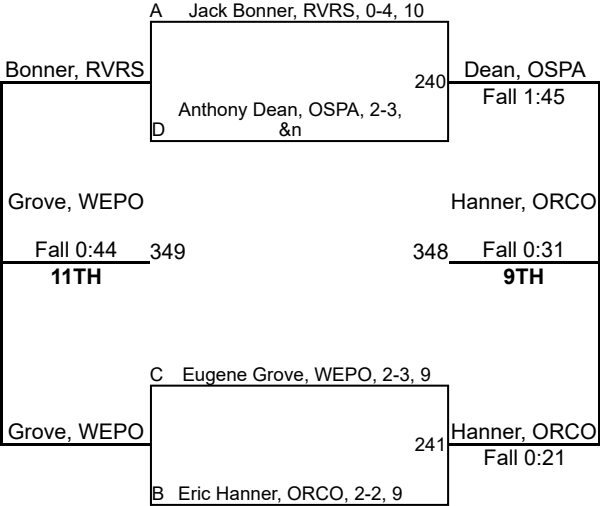 A Jack Bonner, RVRS, 0-4, 10
Bonner, RVRS
240
Dean, OSPA
Fall 1:45
Anthony Dean, OSPA, 2-3,
D &n
Grove, WEPO
Hanner, ORCO
Fall 0:44
349
348
Fall 0:31
11TH
9TH
C Eugene Grove, WEPO, 2-3, 9
Grove, WEPO
241
Hanner, ORCO
Fall 0:21
B Eric Hanner, ORCO, 2-2, 9